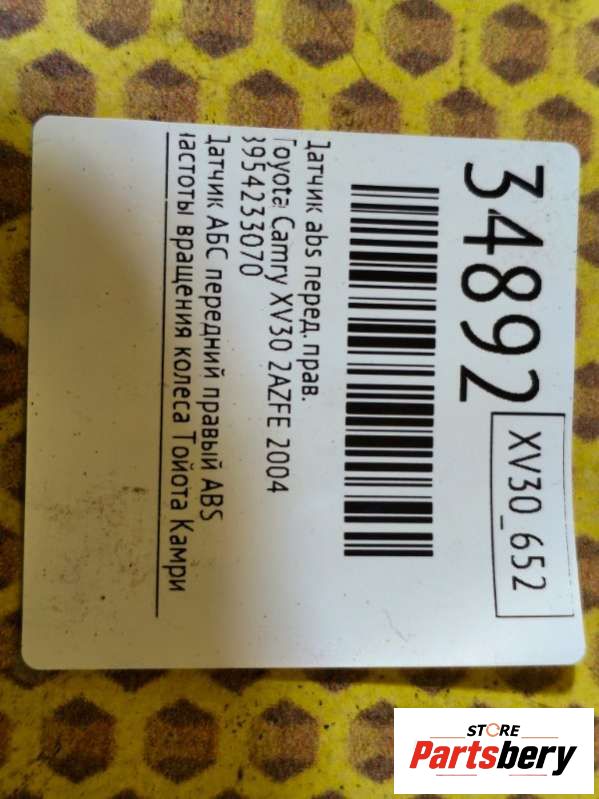 34892
XV30_652
Датчик abs перед. прав.
Toyota Camry XV30 2AZFE 2004
8954233070
Датчик АБС передний правый ABS
частоты вращения колеса Тойота Камри
STORE
Partsbery